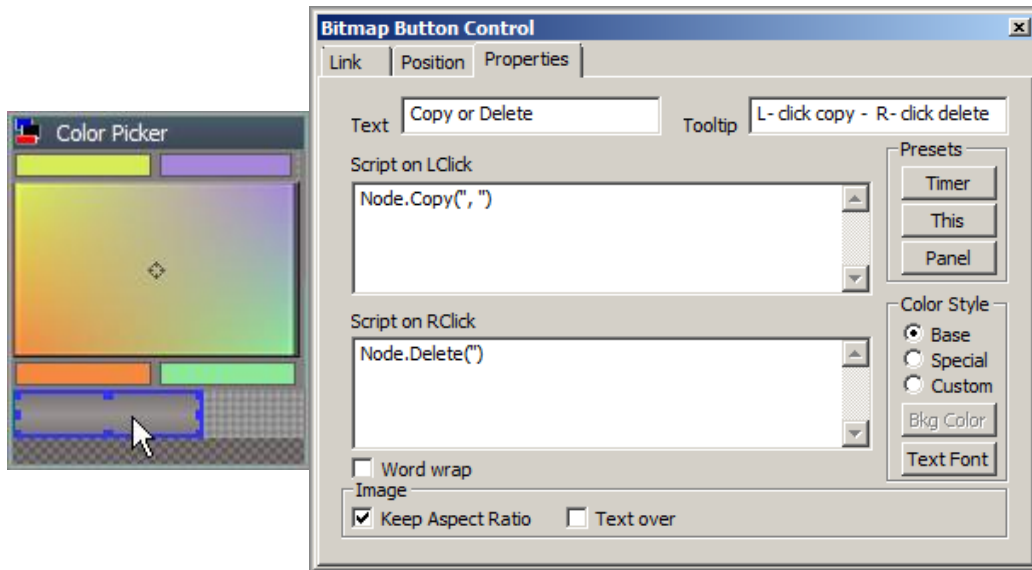 Color Picker
Bitmap Button Control
Link Position Properties
Text Copy or Delete Tooltip L- click copy - R- click delete
Script on LClick
Node.Copy('', '')
Presets
Timer
This
Panel
Script on RClick
Node.Delete('')
Color Style
Base
Special
Custom
Bkg Color
Text Font
Word wrap
Image
Keep Aspect Ratio Text over